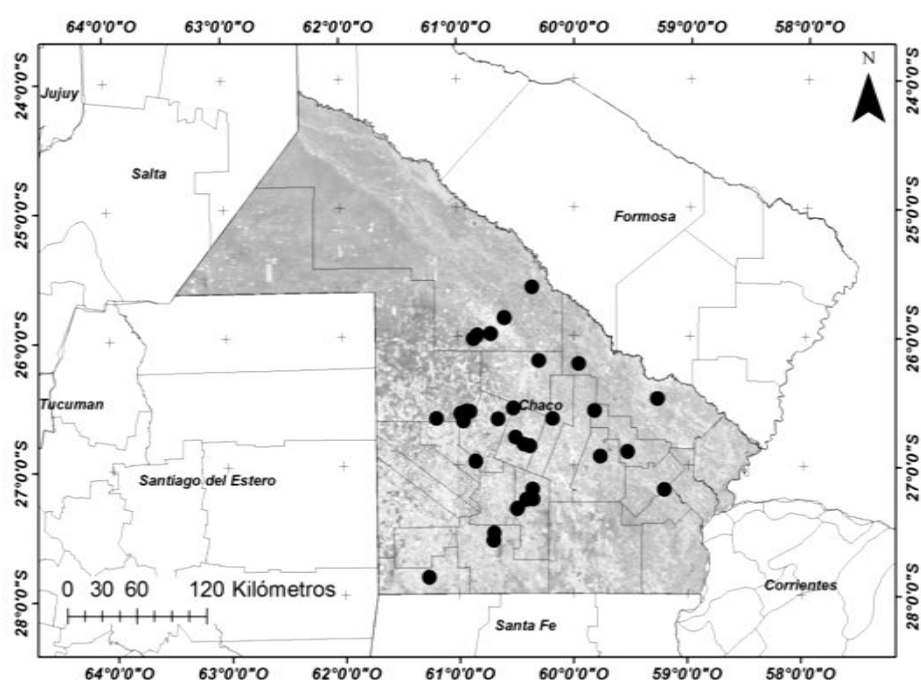 64°0'0"O 63°0'0"O 62°0'0"O 61°0'0"O 60°0'0"O 59°0'0"O 58°0'0"O
N
24°0'0"S
24°0'0"S
Jujuy
Salta
Formosa
25°0'0"S
25°0'0"S
26°0'0"S
26°0'0"S
Tucuman
Chaco
27°0'0"S
27°0'0"S
Santiago del Estero
0 30 60 120 Kilómetros
Corrientes
28°0'0"S
28°0'0"S
Santa Fe
64°0'0"O 63°0'0"O 62°0'0"O 61°0'0"O 60°0'0"O 59°0'0"O 58°0'0"O